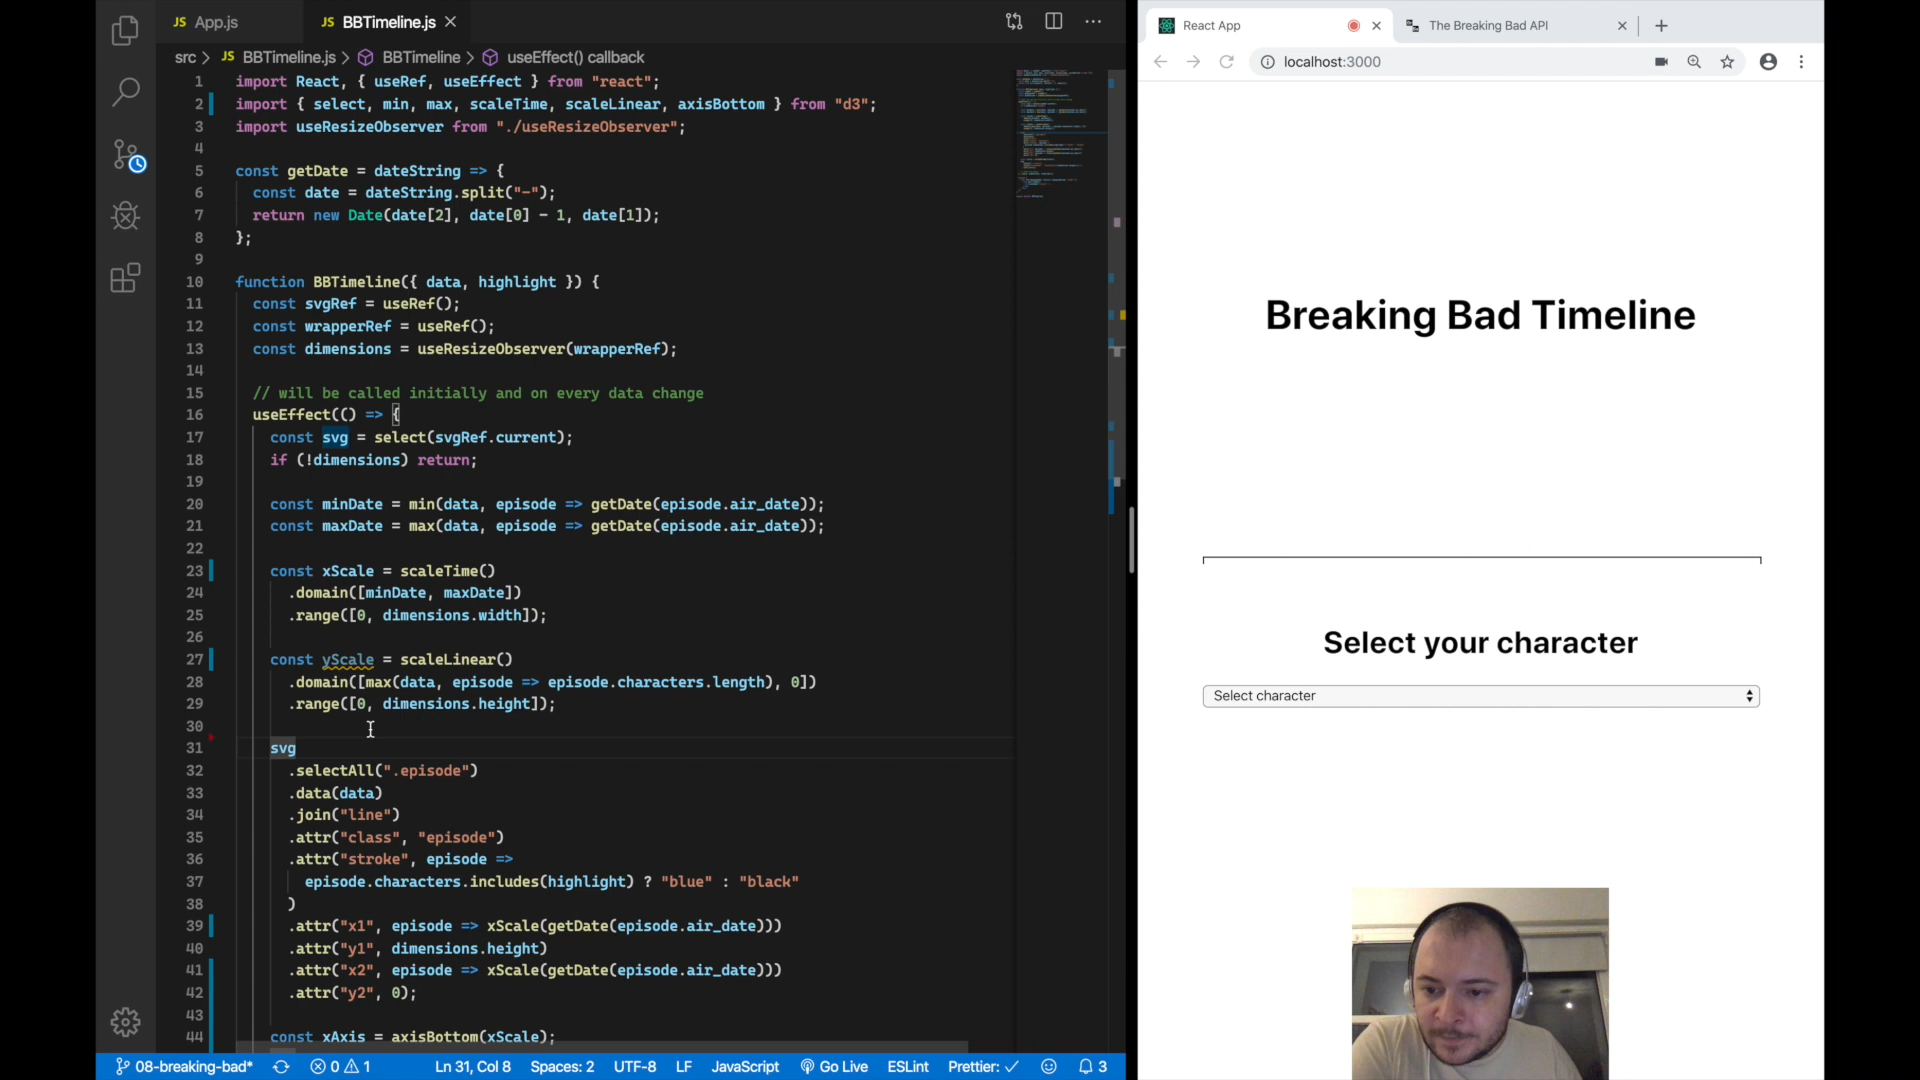 JS App.js
JS BBTimeline.js
src > JS BBTimeline.js > BBTimeline > useEffect() callback
1 import React, { useRef, useEffect } from "react";
2 import { select, min, max, scaleTime, scaleLinear, axisBottom } from "d3";
3 import useResizeObserver from "./useResizeObserver";
4
5 const getDate = dateString => {
6 const date = dateString.split("-");
7 return new Date(date[2], date[0] - 1, date[1]);
8 };
9
10 function BBTimeline({ data, highlight }) {
11 const svgRef = useRef();
12 const wrapperRef = useRef();
13 const dimensions = useResizeObserver(wrapperRef);
14
15 // will be called initially and on every data change
16 useEffect(() => {
17 const svg = select(svgRef.current);
18 if (!dimensions) return;
19
20 const minDate = min(data, episode => getDate(episode.air_date));
21 const maxDate = max(data, episode => getDate(episode.air_date));
22
23 const xScale = scaleTime()
24 .domain([minDate, maxDate])
25 .range([0, dimensions.width]);
26
27 const yScale = scaleLinear()
28 .domain([max(data, episode => episode.characters.length), 0])
29 .range([0, dimensions.height]);
30
31 svg
32 .selectAll(".episode")
33 .data(data)
34 .join("line")
35 .attr("class", "episode")
36 .attr("stroke", episode =>
37 episode.characters.includes(highlight) ? "blue" : "black"
38 )
39 .attr("x1", episode => xScale(getDate(episode.air_date)))
40 .attr("y1", dimensions.height)
41 .attr("x2", episode => xScale(getDate(episode.air_date)))
42 .attr("y2", 0);
43
44 const xAxis = axisBottom(xScale);
08-breaking-bad* 0 1 Ln 31, Col 8 Spaces: 2 UTF-8 LF JavaScript Go Live ESLint Prettier: ✓ 3
React App
The Breaking Bad API
localhost:3000
Breaking Bad Timeline
Select your character
Select character